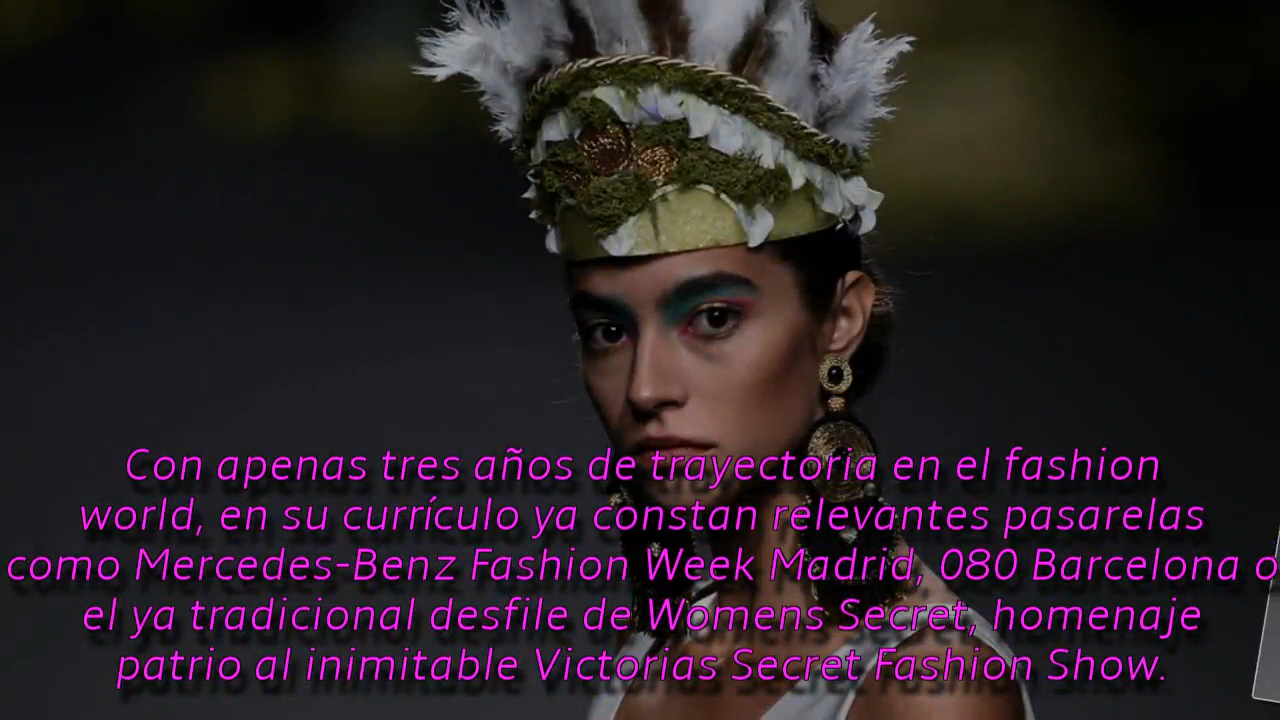 Con apenas tres años de trayectoria en el fashion
world, en su currículo ya constan relevantes pasarelas
como Mercedes-Benz Fashion Week Madrid, 080 Barcelona o
el ya tradicional desfile de Womens Secret, homenaje
patrio al inimitable Victorias Secret Fashion Show.